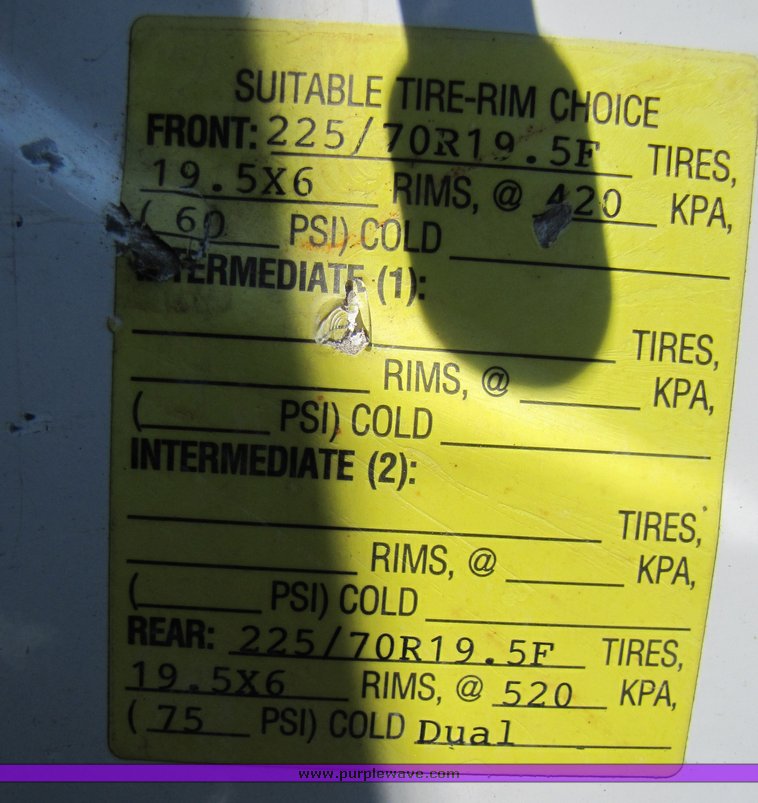 SUITABLE TIRE-RIM CHOICE
FRONT: 225/70R19.5F TIRES,
19.5X6 RIMS, @ 420 KPA,
( 60 PSI) COLD
INTERMEDIATE (1):
TIRES,
RIMS, @ KPA,
( PSI) COLD
INTERMEDIATE (2):
TIRES,
RIMS, @ KPA,
( PSI) COLD
REAR: 225/70R19.5F TIRES,
19.5X6 RIMS, @ 520 KPA,
( 75 PSI) COLD Dual
www.purplewave.com